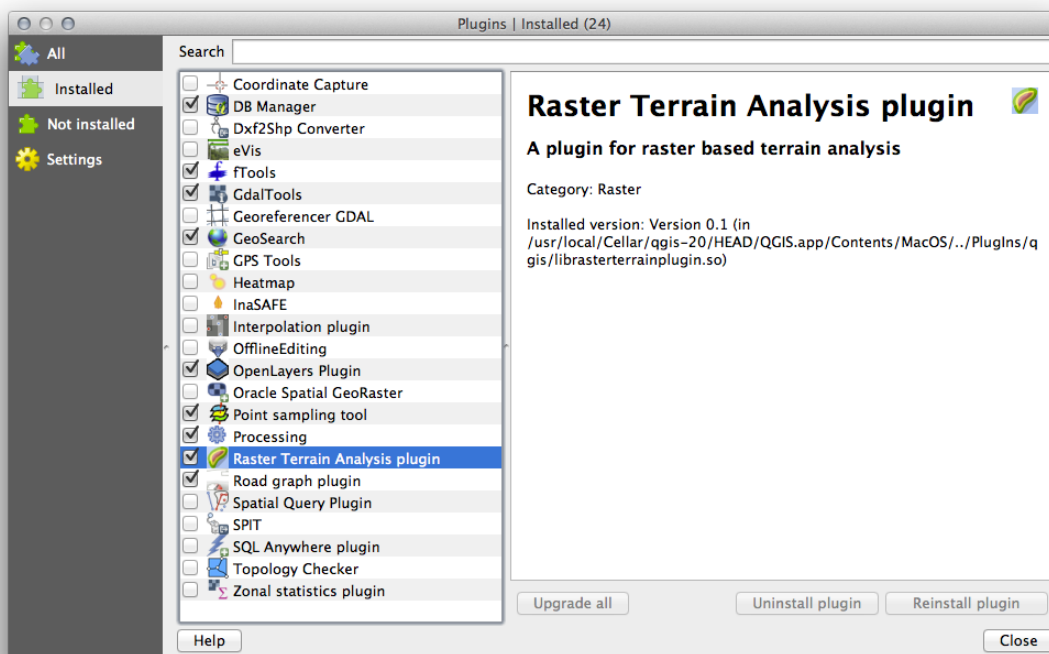 Plugins | Installed (24)
All
Installed
Not installed
Settings
Search
Coordinate Capture
DB Manager
Dxf2Shp Converter
eVis
fTools
GdalTools
Georeferencer GDAL
GeoSearch
GPS Tools
Heatmap
InaSAFE
Interpolation plugin
OfflineEditing
OpenLayers Plugin
Oracle Spatial GeoRaster
Point sampling tool
Processing
Raster Terrain Analysis plugin
Road graph plugin
Spatial Query Plugin
SPIT
SQL Anywhere plugin
Topology Checker
Zonal statistics plugin
Raster Terrain Analysis plugin
A plugin for raster based terrain analysis
Category: Raster
Installed version: Version 0.1 (in
/usr/local/Cellar/qgis-20/HEAD/QGIS.app/Contents/MacOS/../PlugIns/q
gis/librasterterrainplugin.so)
Upgrade all
Uninstall plugin
Reinstall plugin
Help
Close